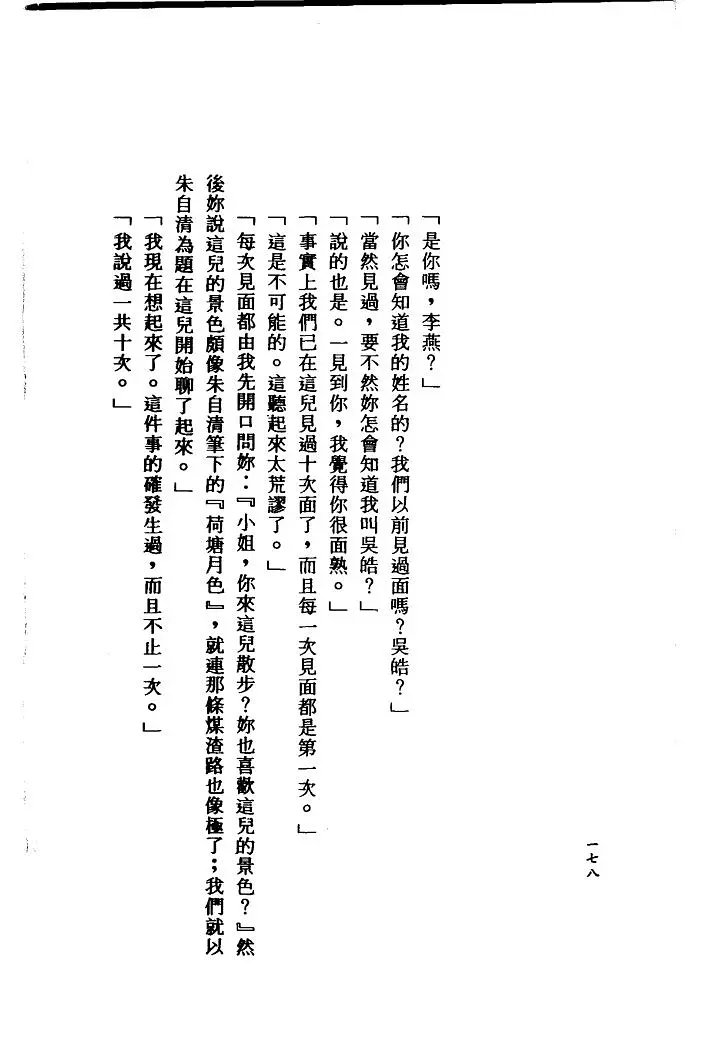 「是你嗎，李燕？」
「你怎會知道我的姓名的？我們以前見過面嗎？吳皓？」
「當然見過，要不然妳怎會知道我叫吳皓？」
「說的也是。一見到你，我覺得你很面熟。」
「事實上我們已在這兒見過十次面了，而且每一次見面都是第一次。」
「這是不可能的。這聽起來太荒謬了。」
「每次見面都由我先開口問妳：『小姐，你來這兒散步？妳也喜歡這兒的景色？』然
後妳說這兒的景色頗像朱自清筆下的『荷塘月色』，就連那條煤渣路也像極了；我們就以
朱自清為題在這兒開始聊了起來。」
「我現在想起來了。這件事的確發生過，而且不止一次。」
「我說過一共十次。」
一七八